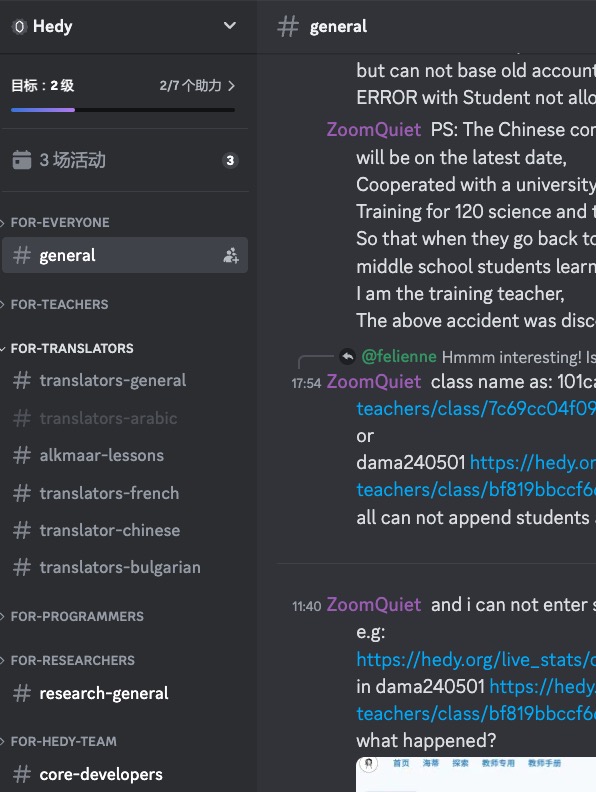 Hedy
目标：2 级
2/7 个助力
3 场活动
3
FOR-EVERYONE
# general
FOR-TEACHERS
FOR-TRANSLATORS
# translators-general
# translators-arabic
# alkmaar-lessons
# translators-french
# translator-chinese
# translators-bulgarian
FOR-PROGRAMMERS
FOR-RESEARCHERS
# research-general
FOR-HEDY-TEAM
# core-developers
# general
but can not base old account
ERROR with Student not allo
ZoomQuiet PS: The Chinese cor
will be on the latest date,
Cooperated with a university
Training for 120 science and t
So that when they go back to
middle school students learn
I am the training teacher,
The above accident was disc
@felienne Hmmm interesting! Is
17:54 ZoomQuiet class name as: 101ca
teachers/class/7c69cc04f09
or
dama240501 https://hedy.or
teachers/class/bf819bbccf6
all can not append students
11:40 ZoomQuiet and i can not enter s
e.g:
https://hedy.org/live_stats/c
in dama240501 https://hedy.
teachers/class/bf819bbccf6
what happened?
首页 海蒂 探索 教师专用 教师手册